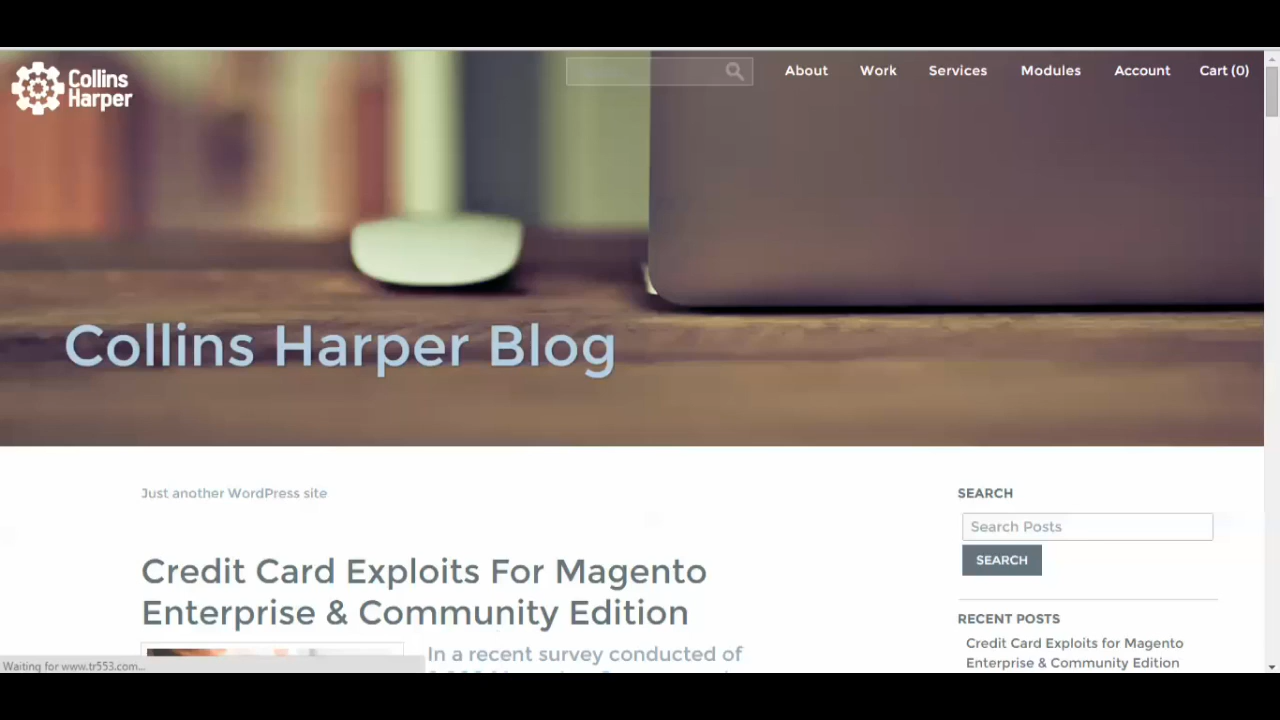 Collins
Harper
About Work Services Modules Account Cart (0)
Collins Harper Blog
Just another WordPress site
SEARCH
Search Posts
SEARCH
Credit Card Exploits For Magento
Enterprise & Community Edition
In a recent survey conducted of
RECENT POSTS
Credit Card Exploits for Magento
Enterprise & Community Edition
Waiting for www.tr553.com...